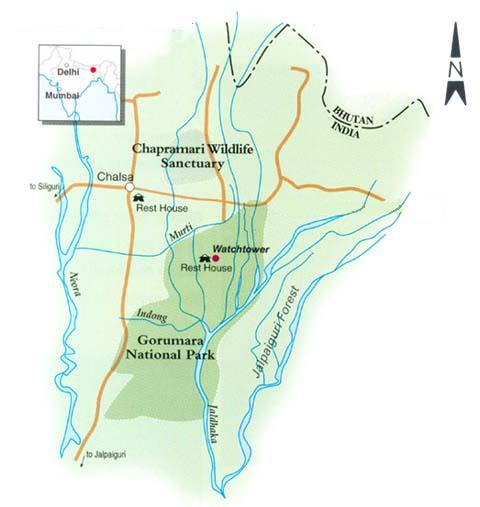 N
Delhi
Mumbai
BHUTAN
INDIA
Chapramari Wildlife
Sanctuary
Chalsa
to Siliguri
Rest House
Murti
Watchtower
Rest House
Neora
Jalpaiguri Forest
Indong
Gorumara
National Park
Jaldhaka
to Jalpaiguri